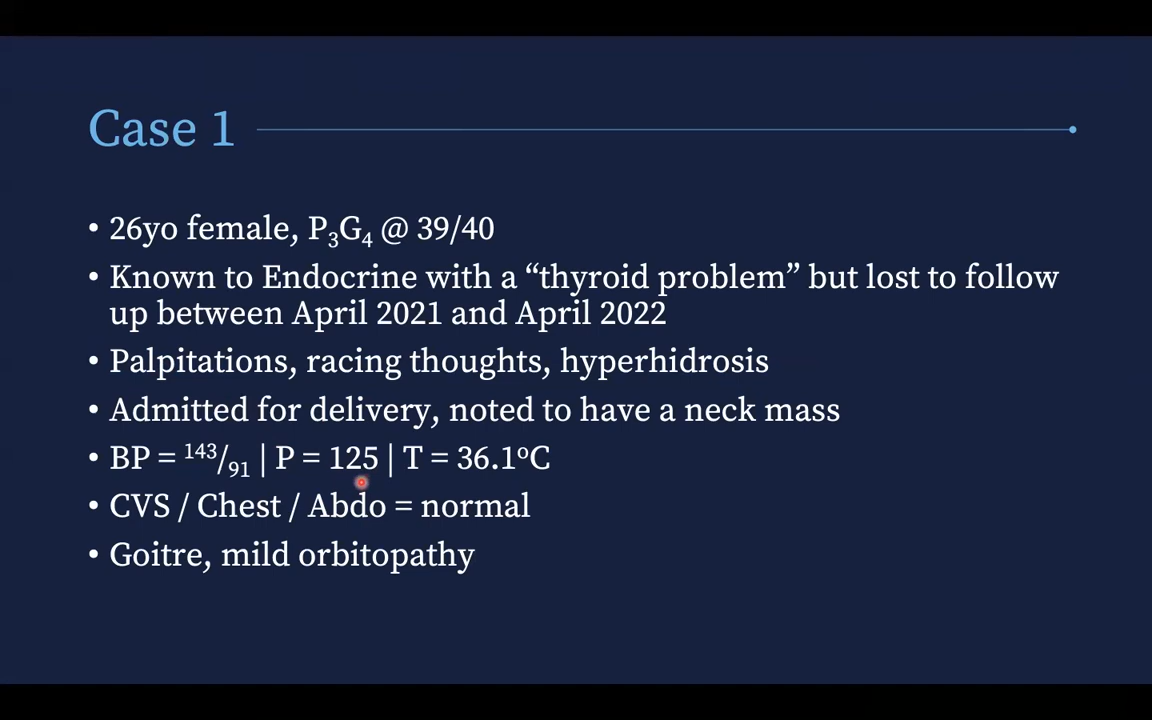 Case 1
• 26yo female, P₃G₄ @ 39/40
• Known to Endocrine with a “thyroid problem” but lost to follow
up between April 2021 and April 2022
• Palpitations, racing thoughts, hyperhidrosis
• Admitted for delivery, noted to have a neck mass
• BP = ¹⁴³/₉₁ | P = 125 | T = 36.1ᵒC
• CVS / Chest / Abdo = normal
• Goitre, mild orbitopathy